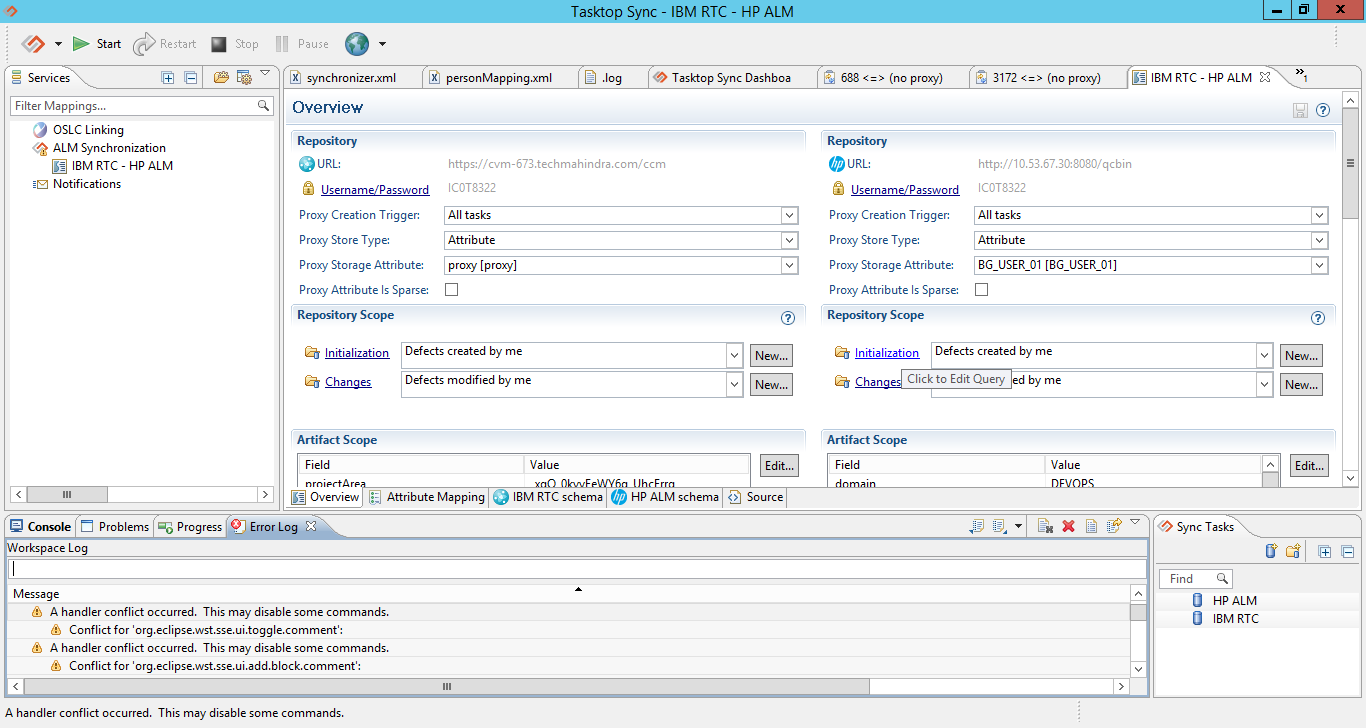 Tasktop Sync - IBM RTC - HP ALM
Start Restart Stop Pause
Services
Filter Mappings...
OSLC Linking
ALM Synchronization
IBM RTC - HP ALM
Notifications
synchronizer.xml personMapping.xml .log Tasktop Sync Dashboa 688 <=> (no proxy) 3172 <=> (no proxy) IBM RTC - HP ALM »1
Overview
Repository
URL: https://cvm-673.techmahindra.com/ccm
Username/Password IC0T8322
Proxy Creation Trigger: All tasks
Proxy Store Type: Attribute
Proxy Storage Attribute: proxy [proxy]
Proxy Attribute Is Sparse:
Repository Scope
Initialization Defects created by me New...
Changes Defects modified by me New...
Artifact Scope
Field Value Edit...
projectArea
Repository
URL: http://10.53.67.30:8080/qcbin
Username/Password IC0T8322
Proxy Creation Trigger: All tasks
Proxy Store Type: Attribute
Proxy Storage Attribute: BG_USER_01 [BG_USER_01]
Proxy Attribute Is Sparse:
Repository Scope
Initialization Defects created by me New...
Changes ed by me New...
Click to Edit Query
Artifact Scope
Field Value Edit...
domain DEVOPS
Overview Attribute Mapping IBM RTC schema HP ALM schema Source
Console Problems Progress Error Log
Workspace Log
Message
A handler conflict occurred. This may disable some commands.
Conflict for 'org.eclipse.wst.sse.ui.toggle.comment':
A handler conflict occurred. This may disable some commands.
Conflict for 'org.eclipse.wst.sse.ui.add.block.comment':
Sync Tasks
Find
HP ALM
IBM RTC
A handler conflict occurred. This may disable some commands.